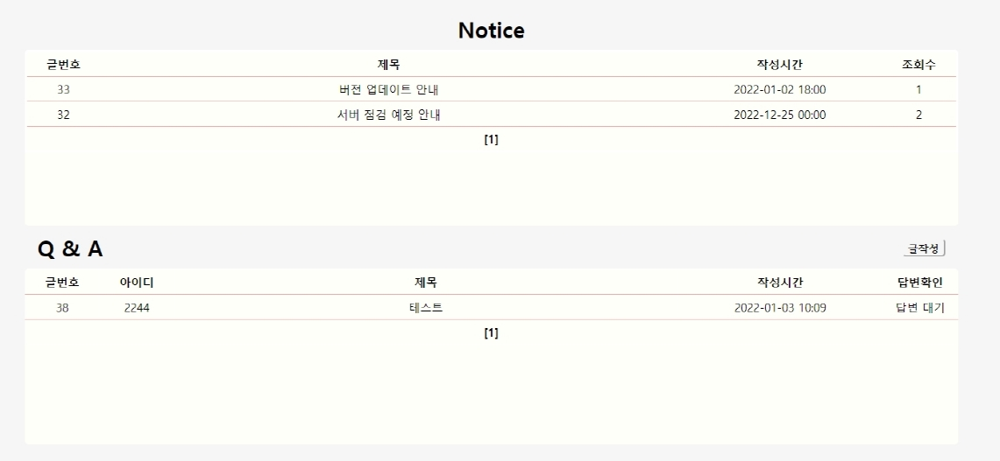 Notice
글번호 제목 작성시간 조회수
33 버전 업데이트 안내 2022-01-02 18:00 1
32 서버 점검 예정 안내 2022-12-25 00:00 2
[1]
Q & A 글작성
글번호 아이디 제목 작성시간 답변확인
38 2244 테스트 2022-01-03 10:09 답변 대기
[1]